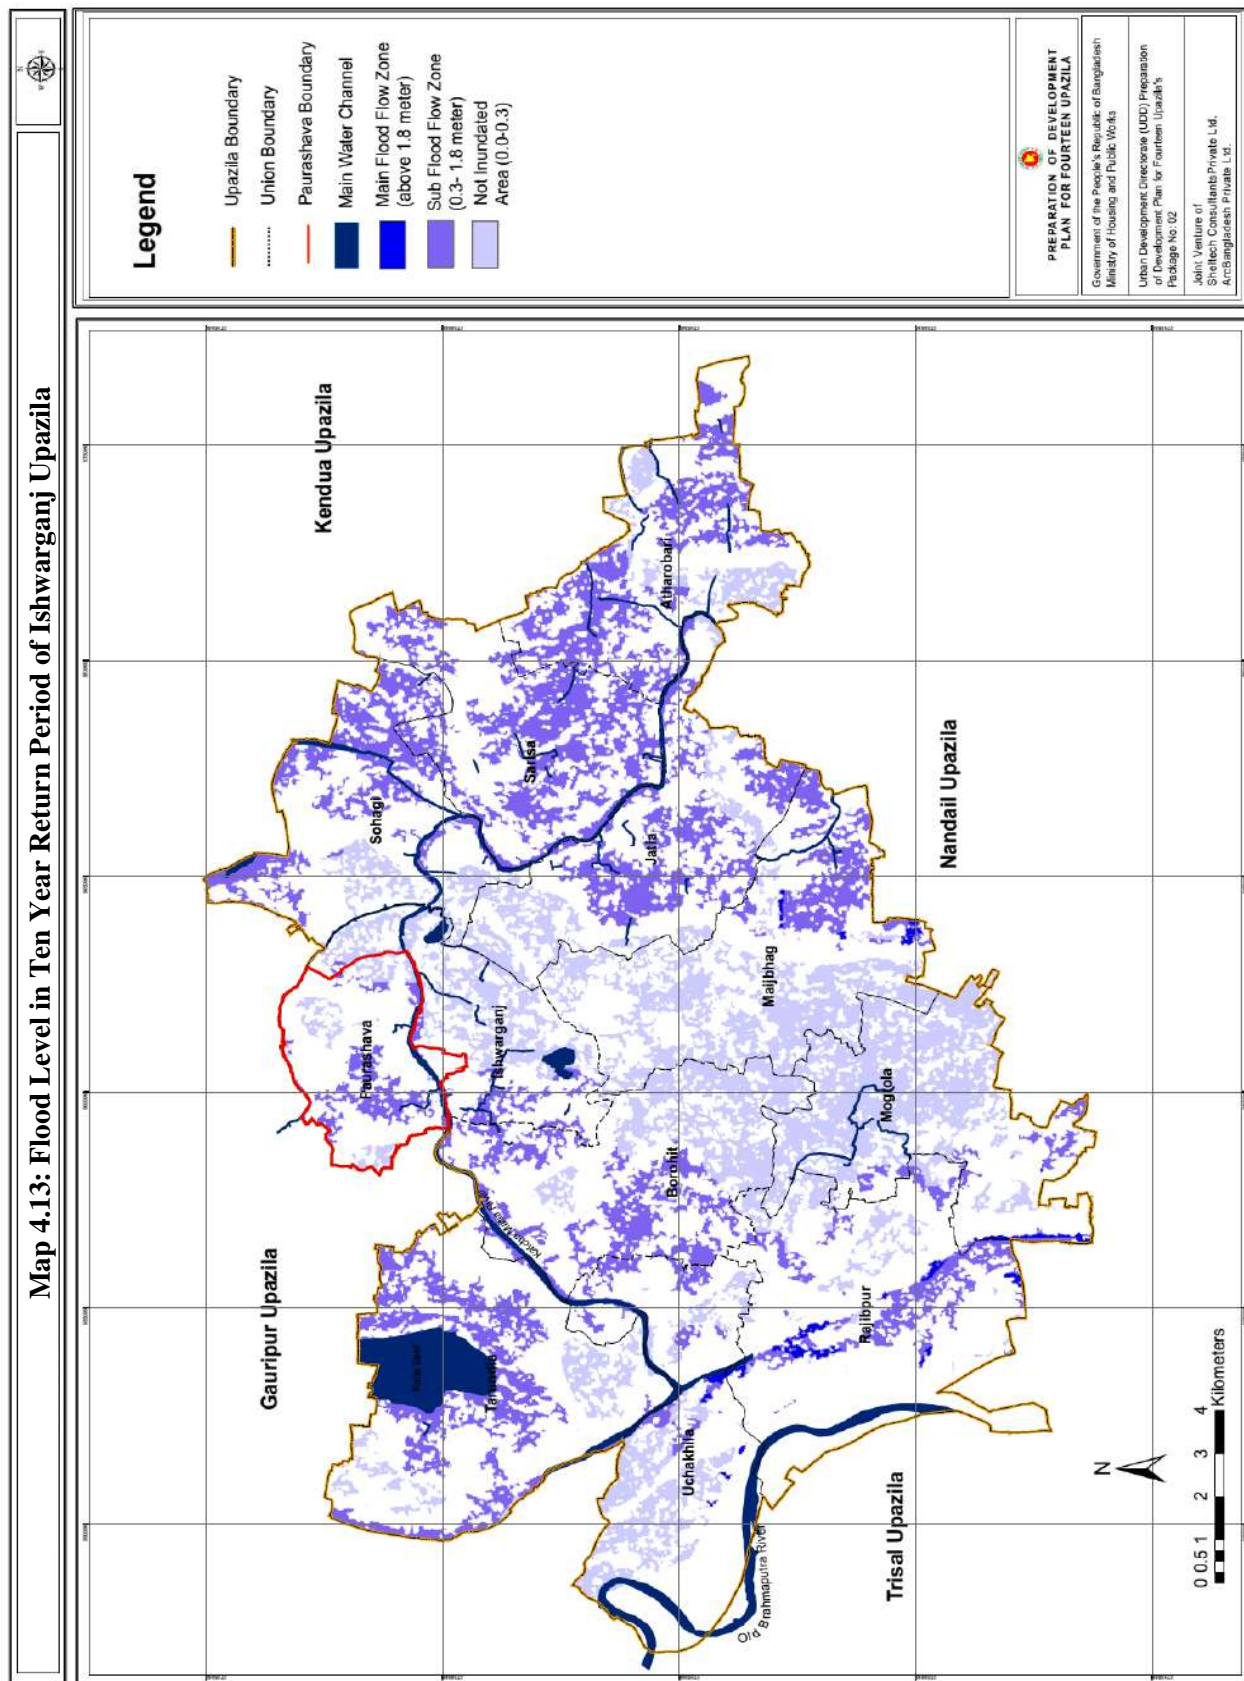 Map 4.13: Flood Level in Ten Year Return Period of Ishwarganj Upazila
N
Legend
Upazila Boundary
Union Boundary
Paurashava Boundary
Main Water Channel
Main Flood Flow Zone
(above 1.8 meter)
Sub Flood Flow Zone
(0.3- 1.8 meter)
Not Inundated
Area (0.0-0.3)
PREPARATION OF DEVELOPMENT
PLAN FOR FOURTEEN UPAZILA
Government of the People's Republic of Bangladesh
Ministry of Housing and Public Works
Urban Development Directorate (UDD) Preparation
of Development Plan for Fourteen Upazila's
Package No: 02
Joint Venture of
Sheltech Consultants Private Ltd.
Arc Bangladesh Private Ltd.
Gauripur Upazila
Kendua Upazila
Nandail Upazila
Trisal Upazila
Paurashava
Sohagi
Sarisa
Atharobari
Jatia
Ishwarganj
Maijbhag
Mogtola
Borohit
Rajibpur
Uchakhila
Old Brahmaputra River
N
0 0.5 1 2 3 4
Kilometers